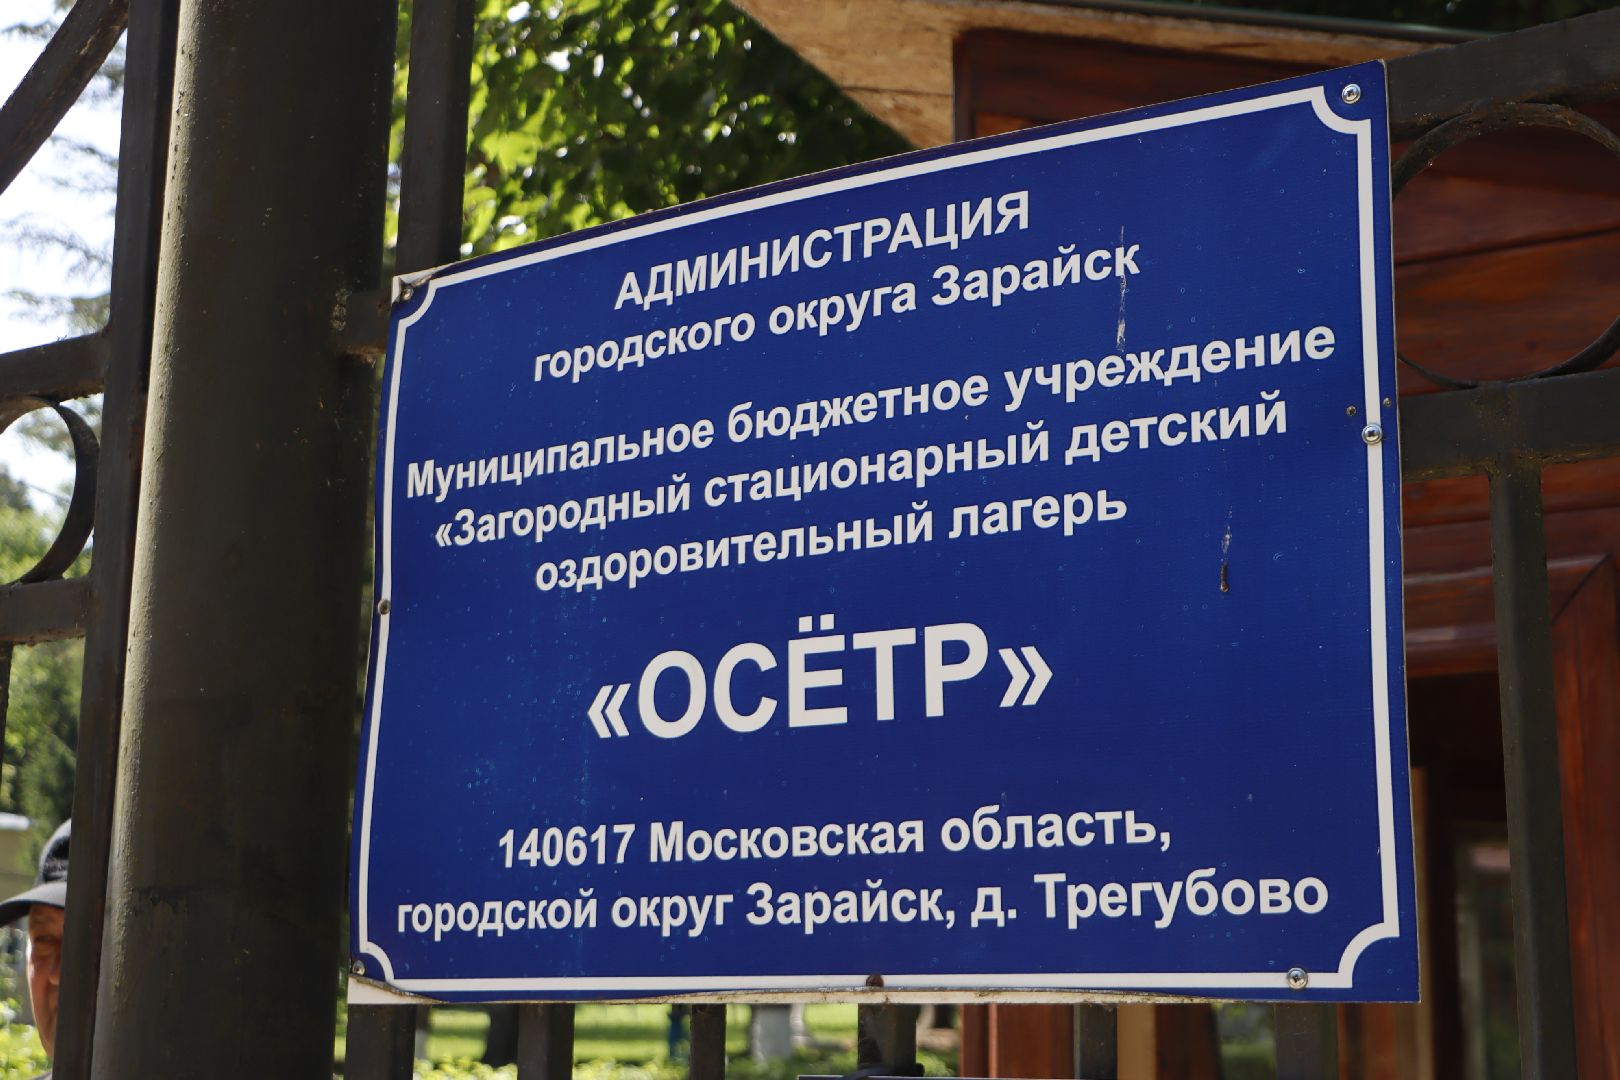 АДМИНИСТРАЦИЯ
городского округа Зарайск
Муниципальное бюджетное учреждение
«Загородный стационарный детский
оздоровительный лагерь
«ОСЁТР»
140617 Московская область,
городской округ Зарайск, д. Трегубово